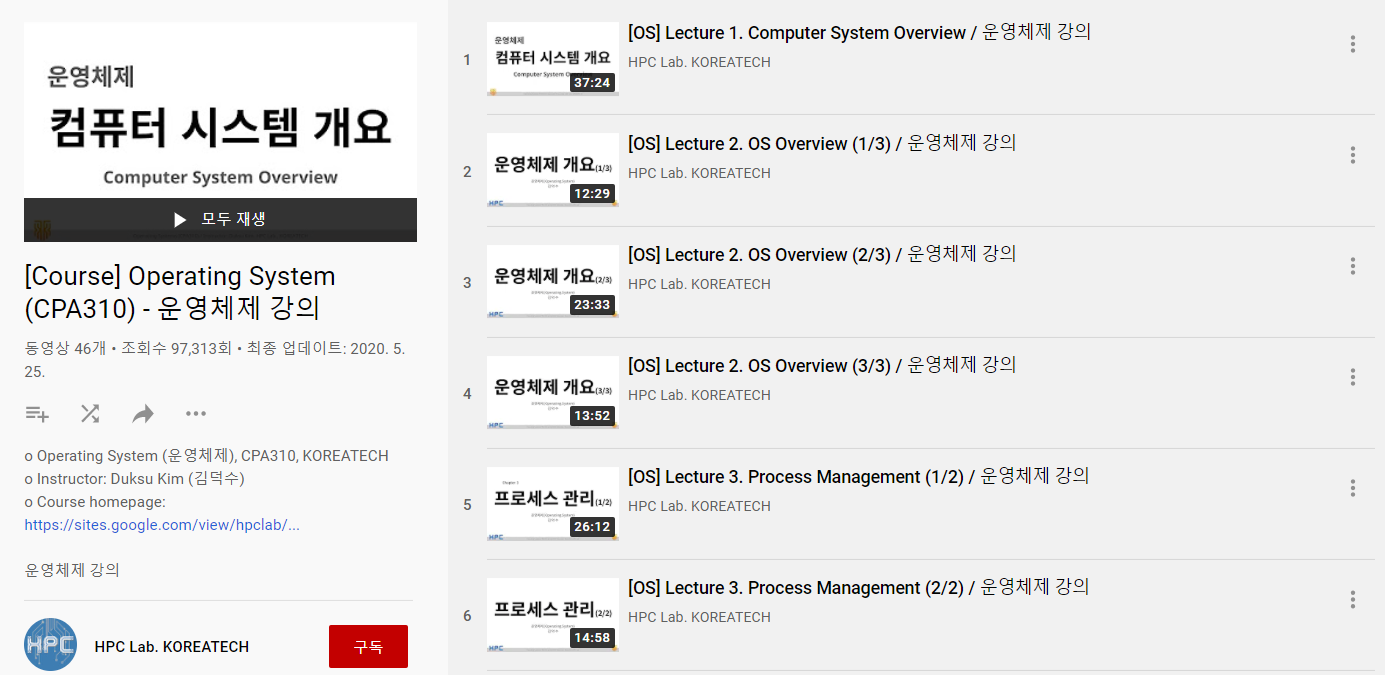 운영체제
컴퓨터 시스템 개요
Computer System Overview
모두 재생
[Course] Operating System
(CPA310) - 운영체제 강의
동영상 46개 • 조회수 97,313회 • 최종 업데이트: 2020. 5.
25.
o Operating System (운영체제), CPA310, KOREATECH
o Instructor: Duksu Kim (김덕수)
o Course homepage:
https://sites.google.com/view/hpclab/...
운영체제 강의
HPC
HPC Lab. KOREATECH
구독
1
운영체제
컴퓨터 시스템 개요
Computer System
37:24
[OS] Lecture 1. Computer System Overview / 운영체제 강의
HPC Lab. KOREATECH
2
운영체제 개요(1/3)
HPC
12:29
[OS] Lecture 2. OS Overview (1/3) / 운영체제 강의
HPC Lab. KOREATECH
3
운영체제 개요(2/3)
HPC
23:33
[OS] Lecture 2. OS Overview (2/3) / 운영체제 강의
HPC Lab. KOREATECH
4
운영체제 개요(3/3)
HPC
13:52
[OS] Lecture 2. OS Overview (3/3) / 운영체제 강의
HPC Lab. KOREATECH
5
프로세스 관리(1/2)
HPC
26:12
[OS] Lecture 3. Process Management (1/2) / 운영체제 강의
HPC Lab. KOREATECH
6
프로세스 관리(2/2)
HPC
14:58
[OS] Lecture 3. Process Management (2/2) / 운영체제 강의
HPC Lab. KOREATECH